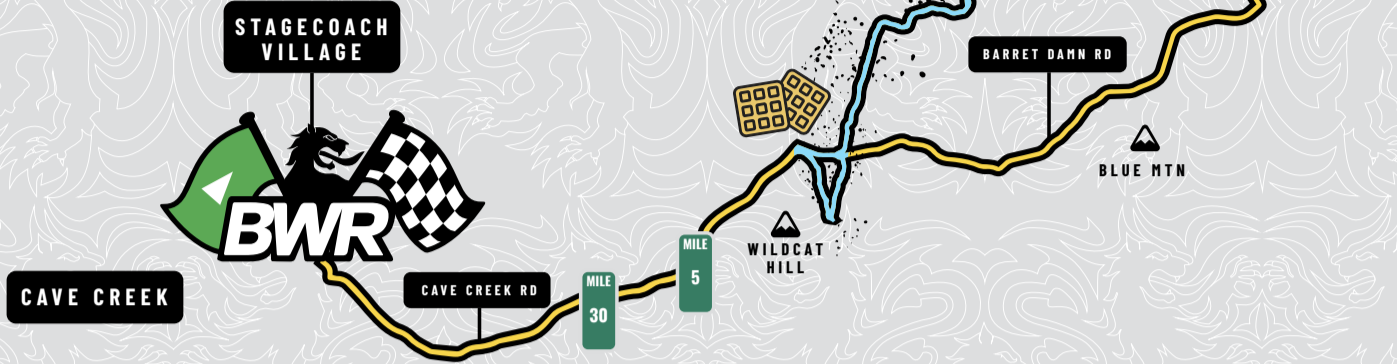 STAGECOACH
VILLAGE
BARRET DAMN RD
BLUE MTN
BWR
WILDCAT
HILL
MILE
5
CAVE CREEK
CAVE CREEK RD
MILE
30